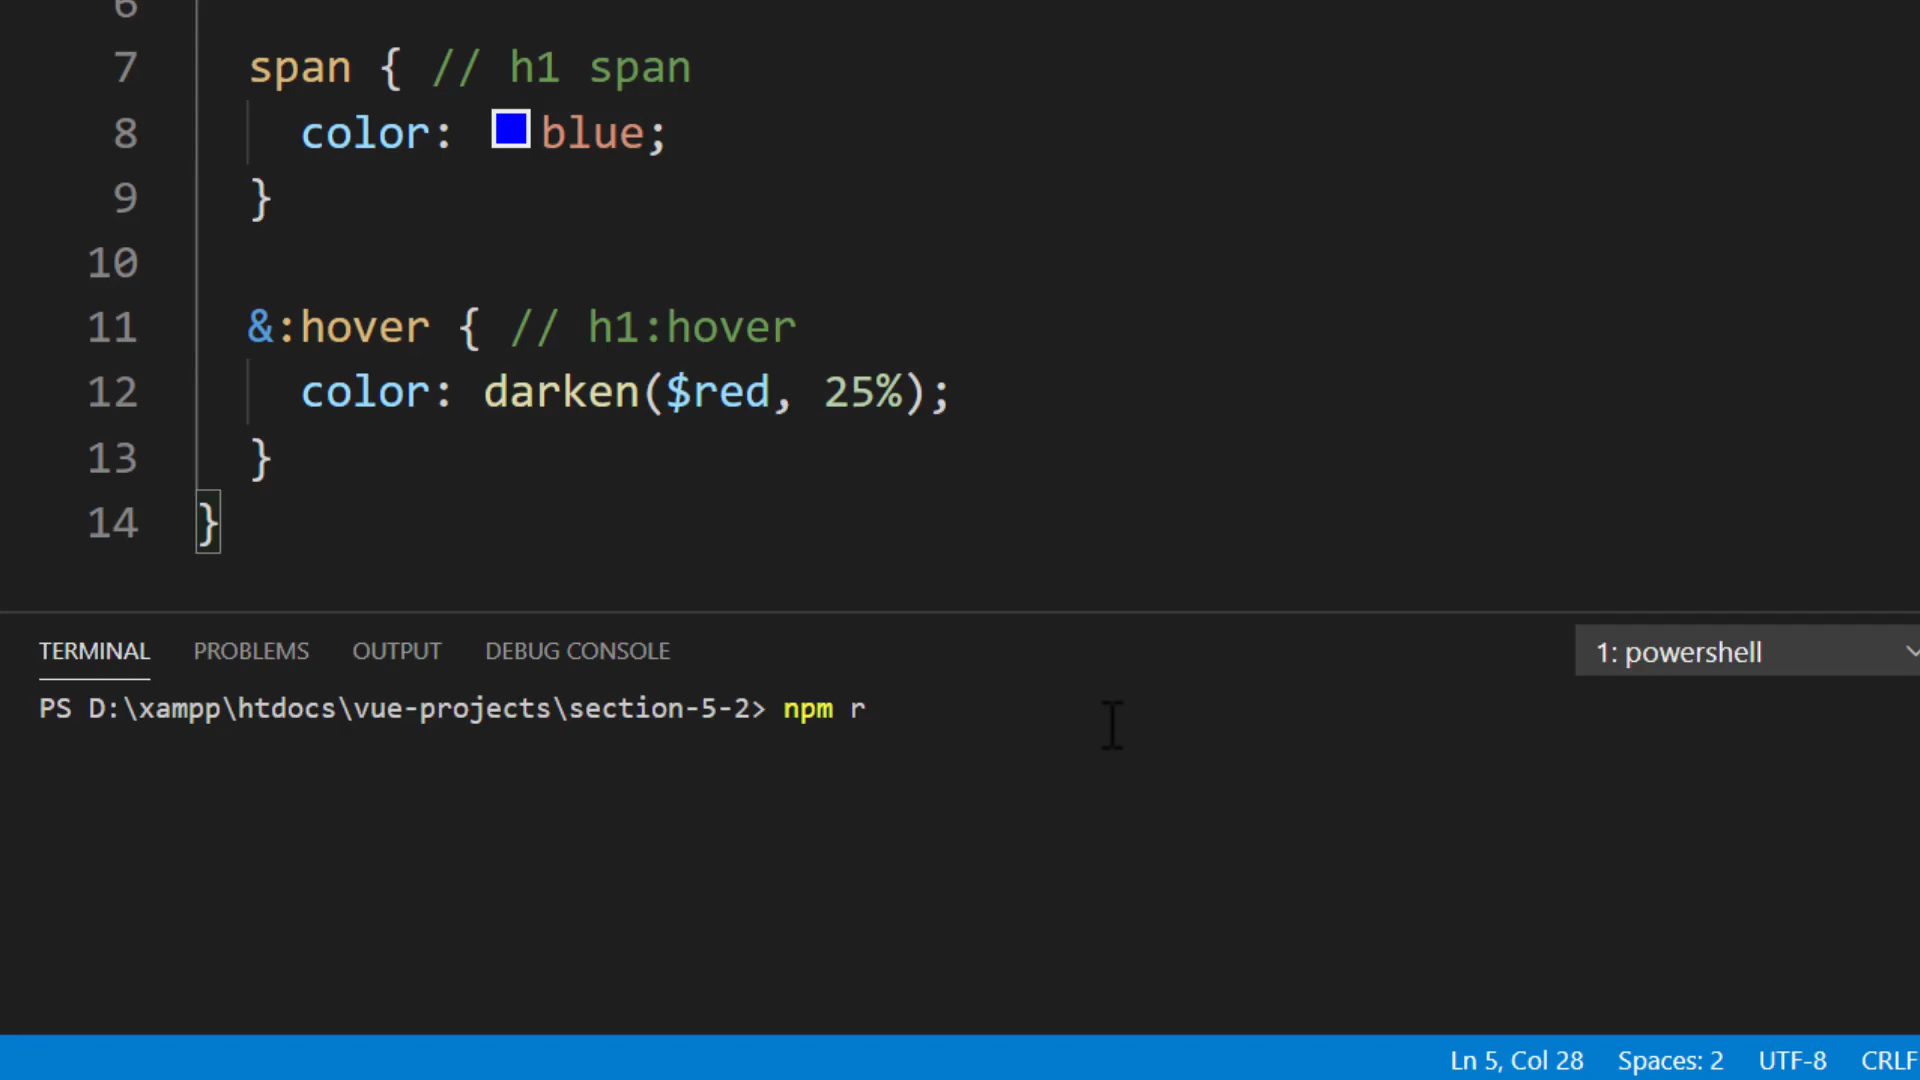 6
7 span { // h1 span
8 color: blue;
9 }
10
11 &:hover { // h1:hover
12 color: darken($red, 25%);
13 }
14 }
TERMINAL PROBLEMS OUTPUT DEBUG CONSOLE 1: powershell
PS D:\xampp\htdocs\vue-projects\section-5-2> npm r
Ln 5, Col 28 Spaces: 2 UTF-8 CRLF